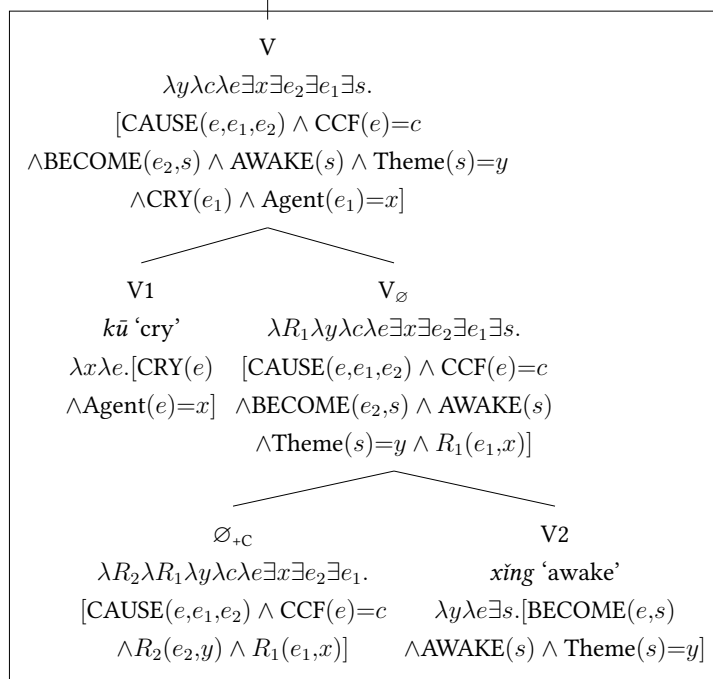 V
λyλcλe∃x∃e₂∃e₁∃s.
[CAUSE(e,e₁,e₂) ∧ CCF(e)=c
∧BECOME(e₂,s) ∧ AWAKE(s) ∧ Theme(s)=y
∧CRY(e₁) ∧ Agent(e₁)=x]
V1 V∅
kū ‘cry’ λR₁λyλcλe∃x∃e₂∃e₁∃s.
λxλe.[CRY(e) [CAUSE(e,e₁,e₂) ∧ CCF(e)=c
∧Agent(e)=x] ∧BECOME(e₂,s) ∧ AWAKE(s)
∧Theme(s)=y ∧ R₁(e₁,x)]
∅+C V2
λR₂λR₁λyλcλe∃x∃e₂∃e₁. xǐng ‘awake’
[CAUSE(e,e₁,e₂) ∧ CCF(e)=c λyλe∃s.[BECOME(e,s)
∧R₂(e₂,y) ∧ R₁(e₁,x)] ∧AWAKE(s) ∧ Theme(s)=y]